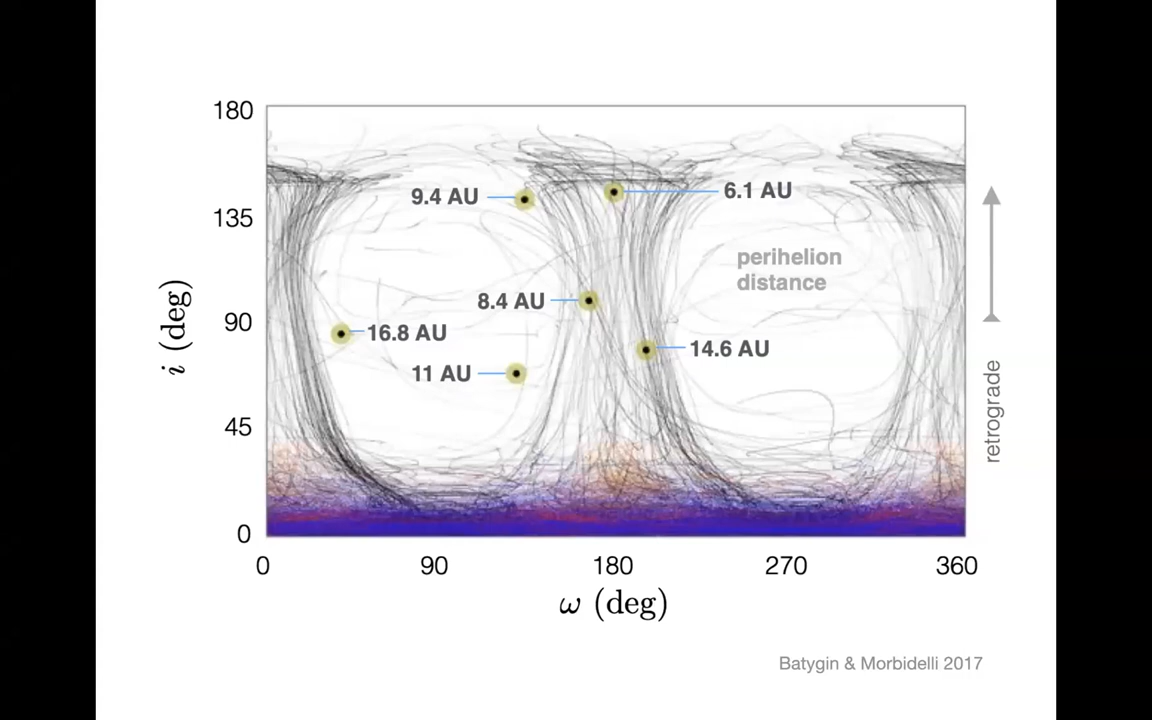 180
135
90
45
0
i (deg)
9.4 AU
6.1 AU
perihelion
distance
8.4 AU
16.8 AU
14.6 AU
11 AU
retrograde
0
90
180
270
360
ω (deg)
Batygin & Morbidelli 2017